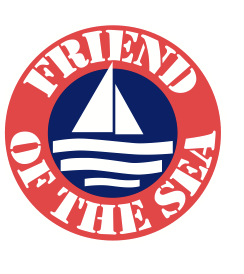 FRIEND
OF THE SEA